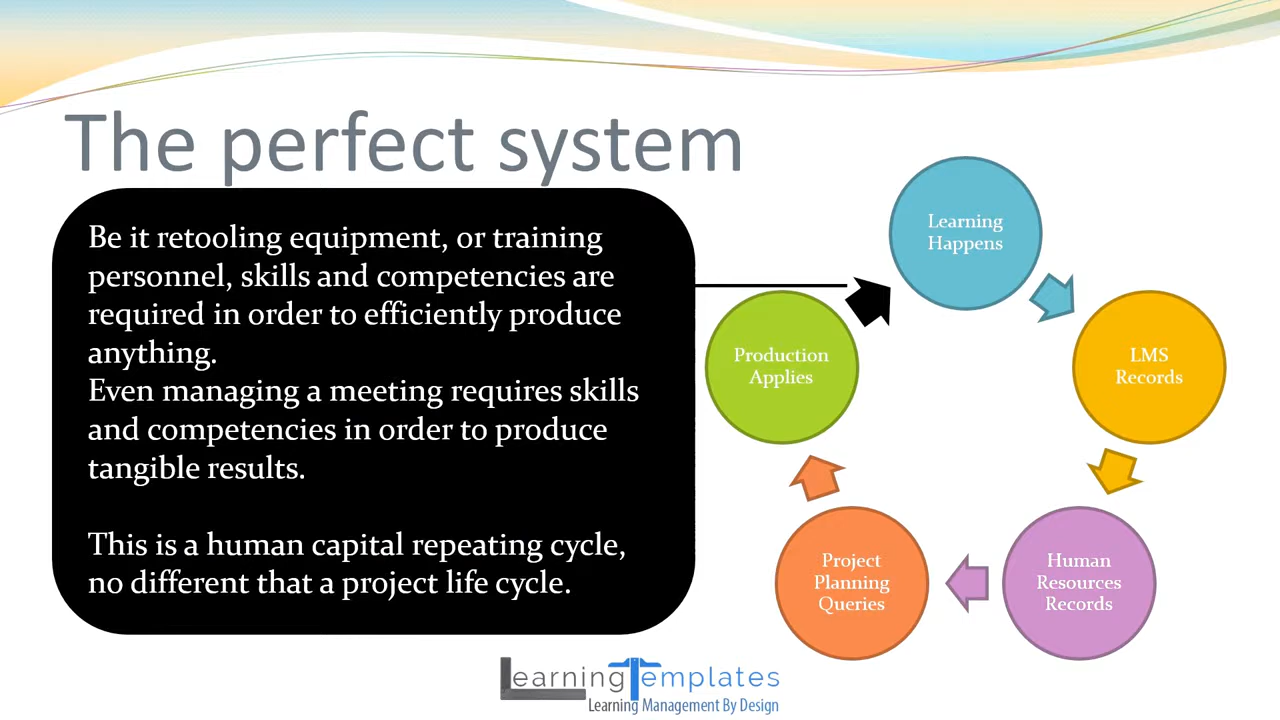 The perfect system
Be it retooling equipment, or training
personnel, skills and competencies are
required in order to efficiently produce
anything.
Even managing a meeting requires skills
and competencies in order to produce
tangible results.
This is a human capital repeating cycle,
no different that a project life cycle.
Learning
Happens
LMS
Records
Human
Resources
Records
Project
Planning
Queries
Production
Applies
LearningTemplates
Learning Management By Design